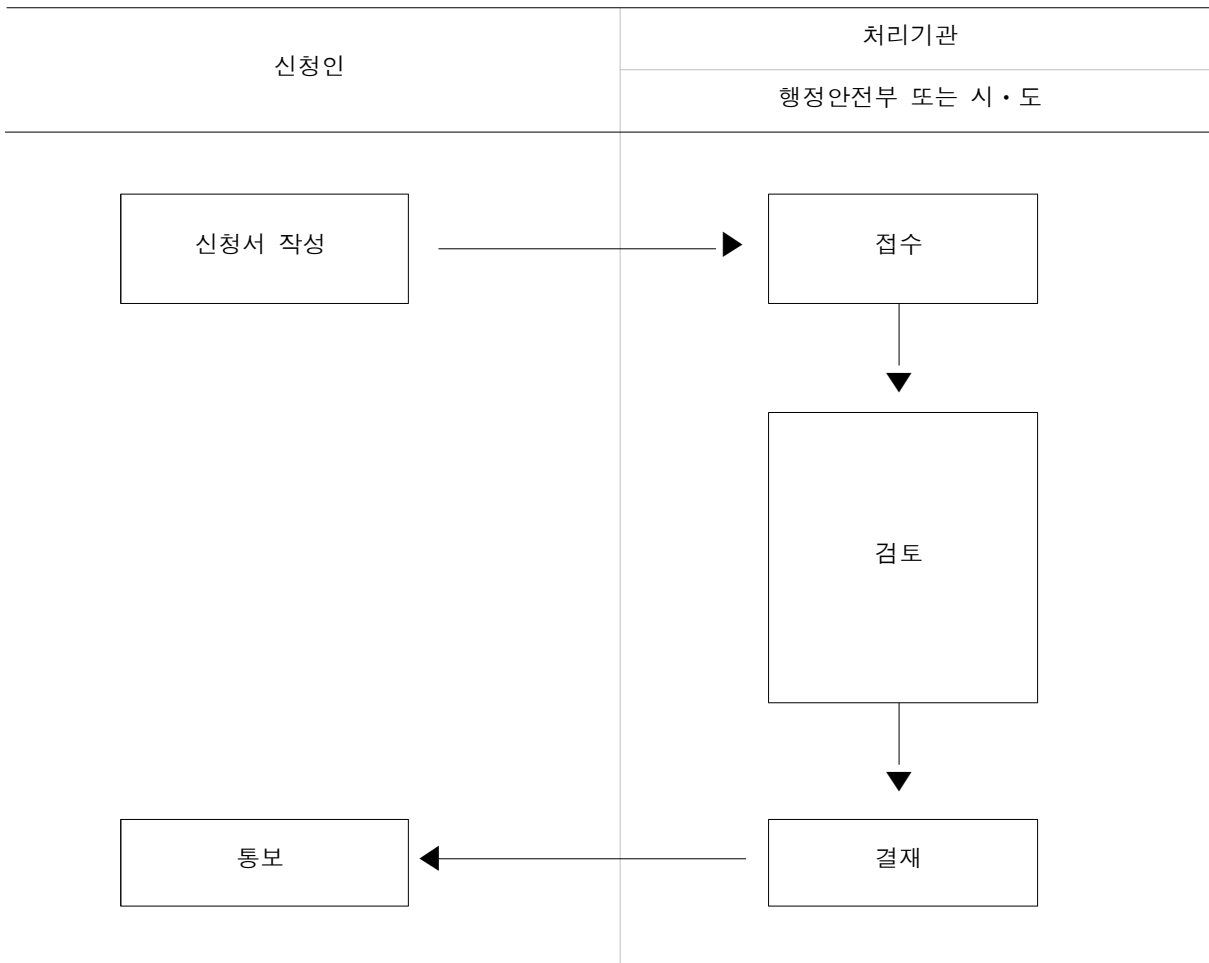 신청인
처리기관
행정안전부 또는 시・도
신청서 작성
접수
검토
통보
결재